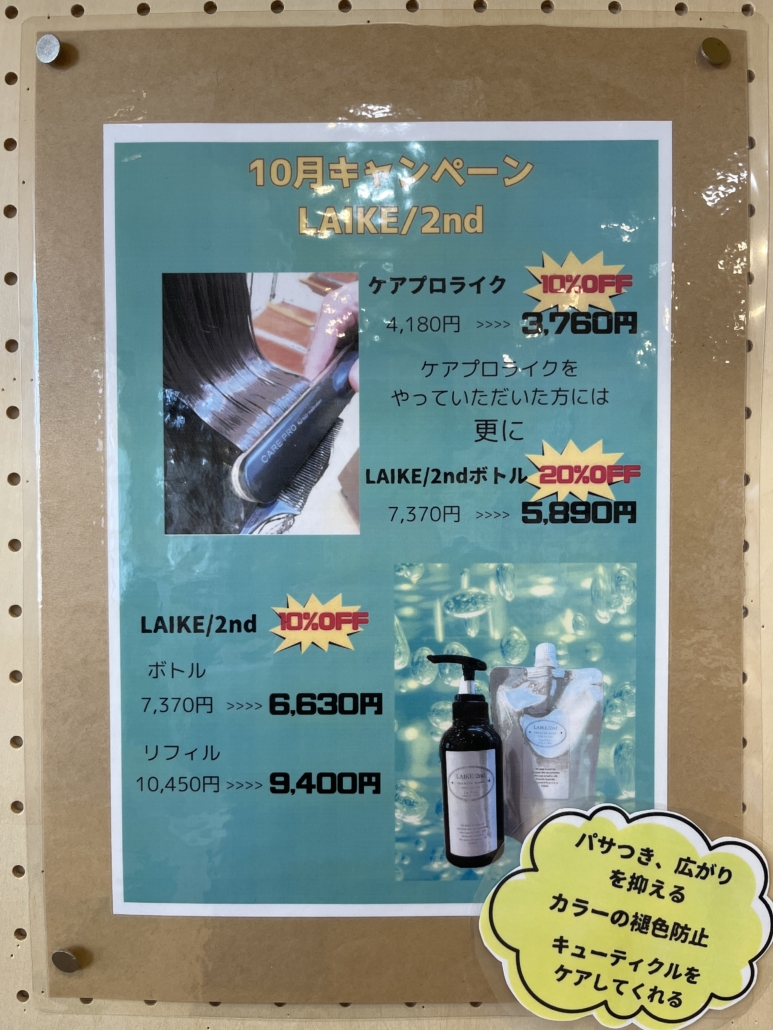 10月キャンペーン
LAIKE/2nd
ケアプロライク 10%OFF
4,180円 >>>> 3,760円
ケアプロライクを
やっていただいた方には
更に
LAIKE/2ndボトル 20%OFF
7,370円 >>>> 5,890円
CARE PRO
LAIKE/2nd 10%OFF
ボトル
7,370円 >>>> 6,630円
リフィル
10,450円 >>>> 9,400円
LAIKE/2nd
LAIKE/2nd
パサつき、広がり
を抑える
カラーの褪色防止
キューティクルを
ケアしてくれる